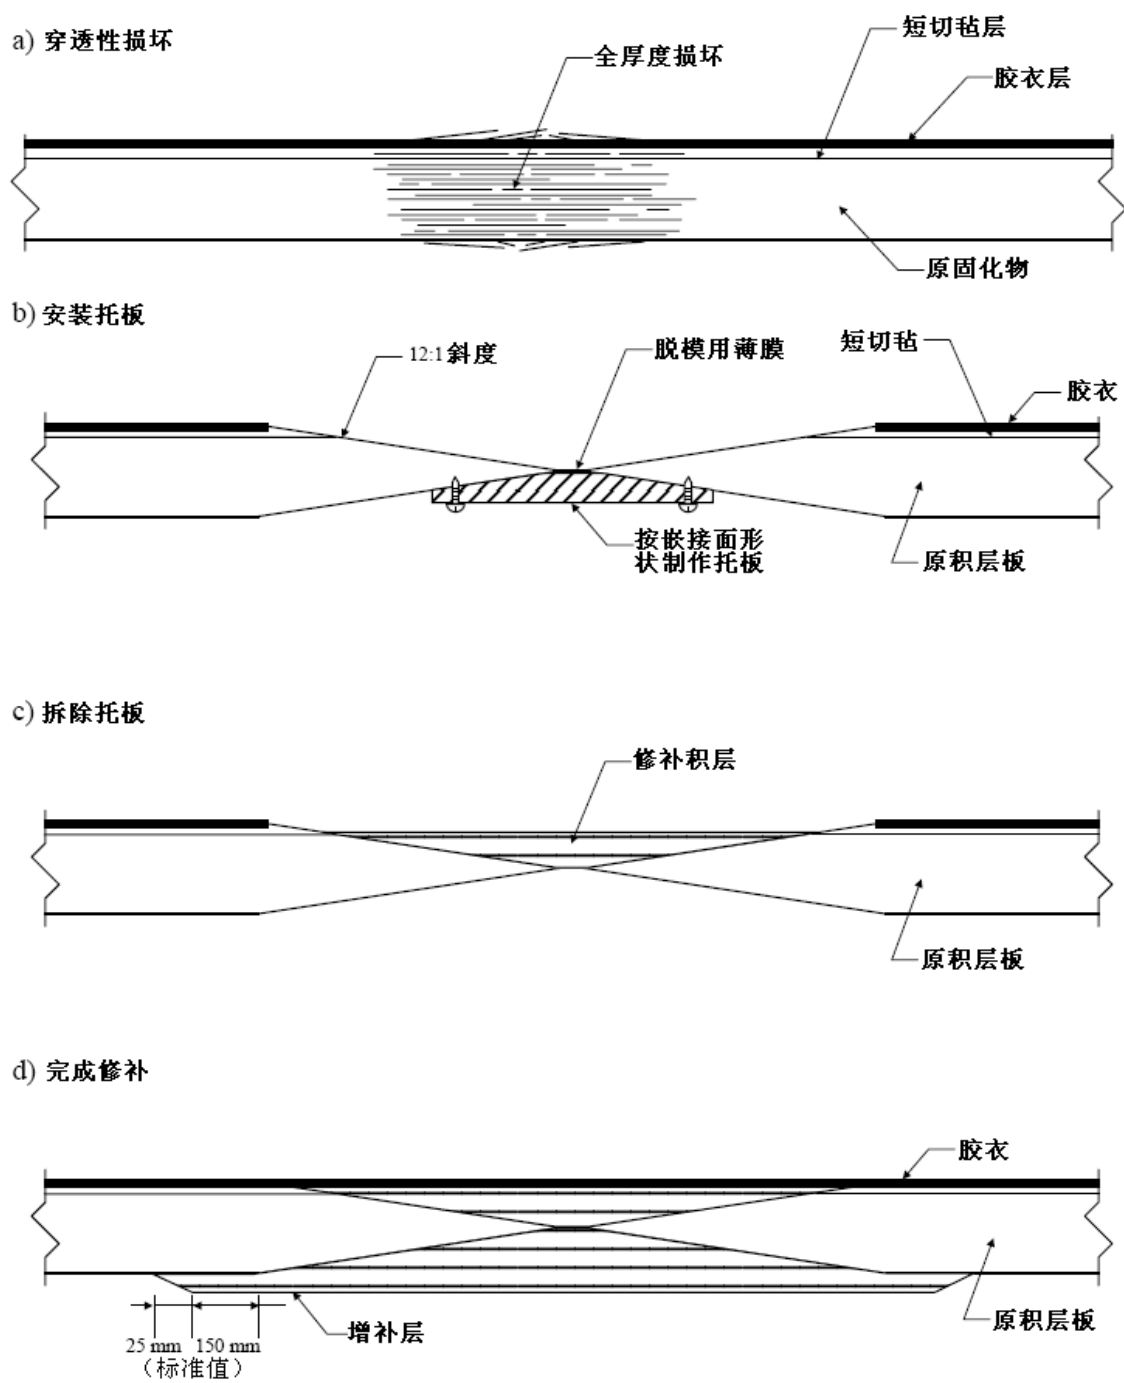 a) 穿透性损坏
全厚度损坏
短切毡层
胶衣层
原固化物
b) 安装托板
12:1斜度
脱模用薄膜
短切毡
胶衣
按嵌接面形
状制作托板
原积层板
c) 拆除托板
修补积层
原积层板
d) 完成修补
胶衣
原积层板
增补层
25 mm 150 mm
（标准值）